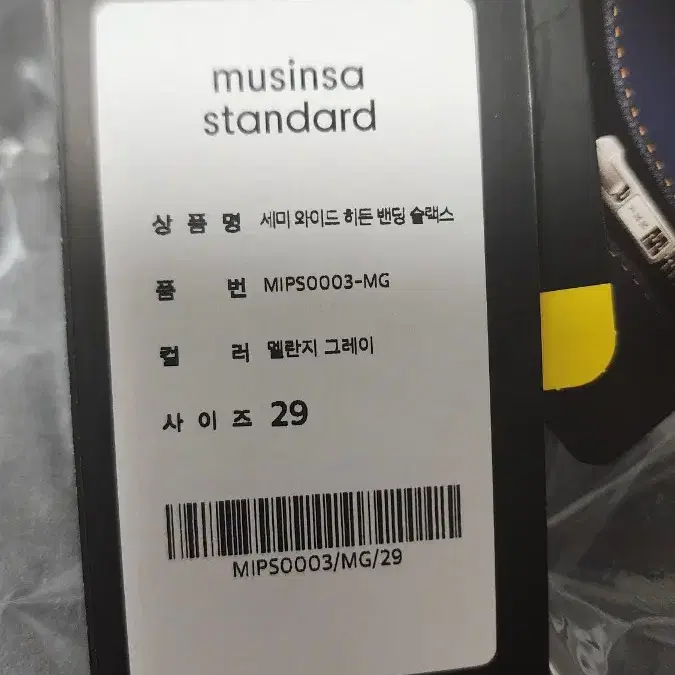 musinsa
standard
상 품 명 세미 와이드 히든 밴딩 슬랙스
품 번 MIPS0003-MG
컬 러 멜란지 그레이
사 이 즈 29
MIPS0003/MG/29